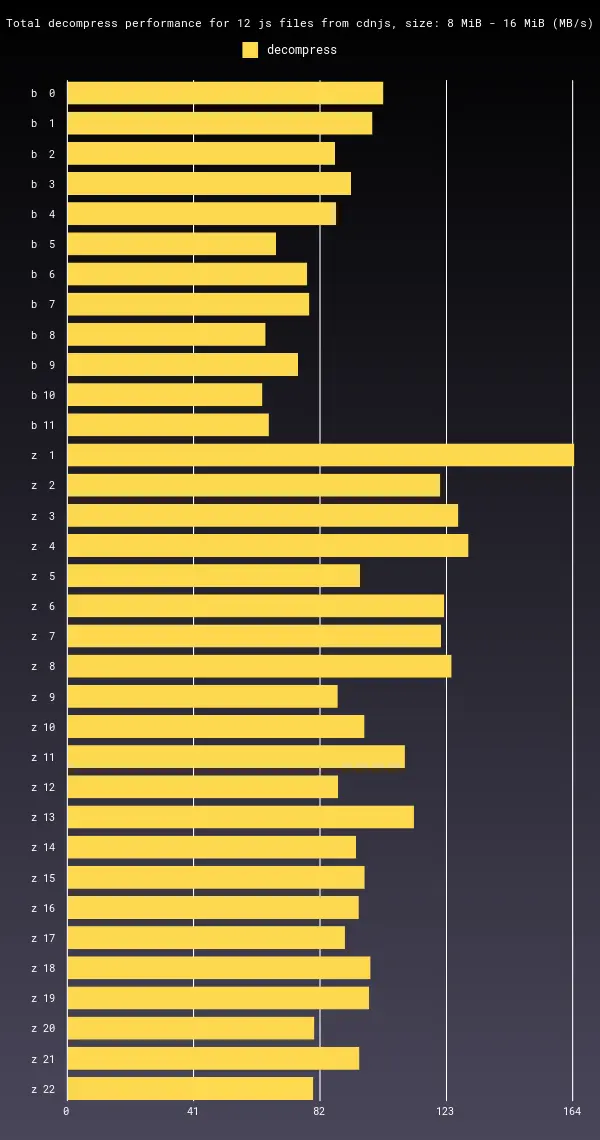 Total decompress performance for 12 js files from cdnjs, size: 8 MiB - 16 MiB (MB/s)
decompress
b 0
b 1
b 2
b 3
b 4
b 5
b 6
b 7
b 8
b 9
b 10
b 11
z 1
z 2
z 3
z 4
z 5
z 6
z 7
z 8
z 9
z 10
z 11
z 12
z 13
z 14
z 15
z 16
z 17
z 18
z 19
z 20
z 21
z 22
0 41 82 123 164